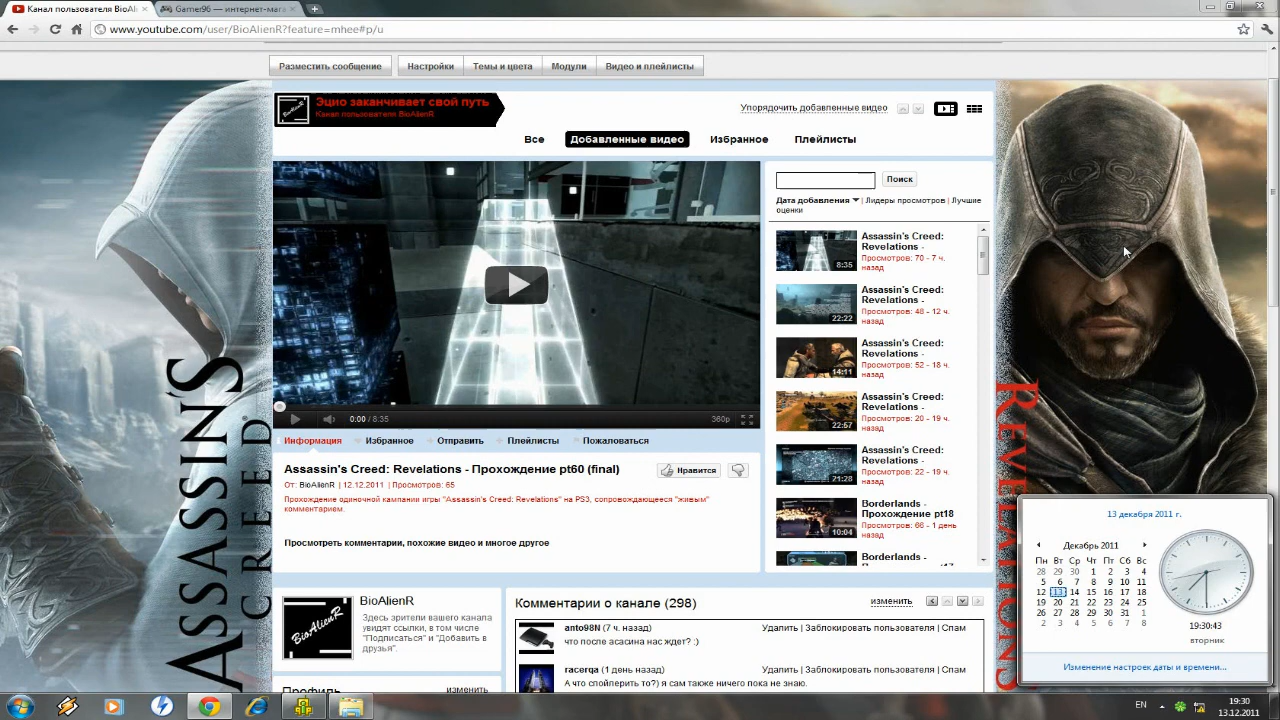 Канал пользователя BioAli
Gamer96 — интернет-маг
www.youtube.com/user/BioAlienR?feature=mhee#p/u
Разместить сообщение
Настройки
Темы и цвета
Модули
Видео и плейлисты
BioAlienR
Эцио заканчивает свой путь
Канал пользователя BioAlienR
Упорядочить добавленные видео
Все
Добавленные видео
Избранное
Плейлисты
Поиск
Дата добавления | Лидеры просмотров | Лучшие
оценки
Assassin's Creed:
Revelations -
Просмотров: 70 - 7 ч.
назад
8:35
Assassin's Creed:
Revelations -
Просмотров: 48 - 12 ч.
назад
22:22
Assassin's Creed:
Revelations -
Просмотров: 52 - 18 ч.
назад
14:11
Assassin's Creed:
Revelations -
Просмотров: 20 - 19 ч.
назад
22:57
Assassin's Creed:
Revelations -
Просмотров: 22 - 19 ч.
назад
21:28
Borderlands -
Прохождение pt18
Просмотров: 66 - 1 день
назад
10:04
Borderlands -
0:00 / 8:35
360p
Информация
Избранное
Отправить
Плейлисты
Пожаловаться
Assassin's Creed: Revelations - Прохождение pt60 (final)
Нравится
От: BioAlienR | 12.12.2011 | Просмотров: 65
Прохождение одиночной кампании игры "Assassin's Creed: Revelations" на PS3, сопровождающееся "живым"
комментарием.
Просмотреть комментарии, похожие видео и многое другое
BioAlienR
BioAlienR
Здесь зрители вашего канала
увидят ссылки, в том числе
"Подписаться" и "Добавить в
друзья".
Профиль
изменить
Комментарии о канале (298)
изменить
anto98N (7 ч. назад)
Удалить | Заблокировать пользователя | Спам
что после асасина нас ждет? :)
racerqa (1 день назад)
Удалить | Заблокировать пользователя | Спам
А что спойперить то?) я сам также ничего пока не знаю.
ASSASSIN'S
CREED
REVELATIONS
13 декабря 2011 г.
Декабрь 2011
Пн Вт Ср Чт Пт Сб Вс
28 29 30 1 2 3 4
5 6 7 8 9 10 11
12 13 14 15 16 17 18
19 20 21 22 23 24 25
26 27 28 29 30 31 1
2 3 4 5 6 7 8
19:30:43
вторник
Изменение настроек даты и времени...
EN
19:30
13.12.2011